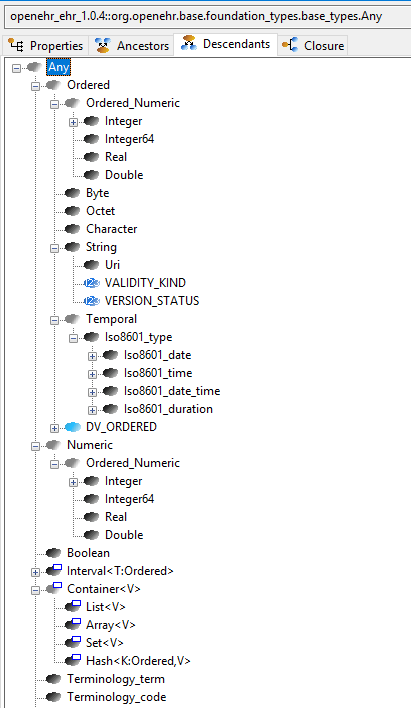 openehr_ehr_1.0.4::org.openehr.base.foundation_types.base_types.Any
Properties Ancestors Descendants Closure
Any
Ordered
Ordered_Numeric
Integer
Integer64
Real
Double
Byte
Octet
Character
String
Uri
VALIDITY_KIND
VERSION_STATUS
Temporal
Iso8601_type
Iso8601_date
Iso8601_time
Iso8601_date_time
Iso8601_duration
DV_ORDERED
Numeric
Ordered_Numeric
Integer
Integer64
Real
Double
Boolean
Interval<T:Ordered>
Container<V>
List<V>
Array<V>
Set<V>
Hash<K:Ordered,V>
Terminology_term
Terminology_code